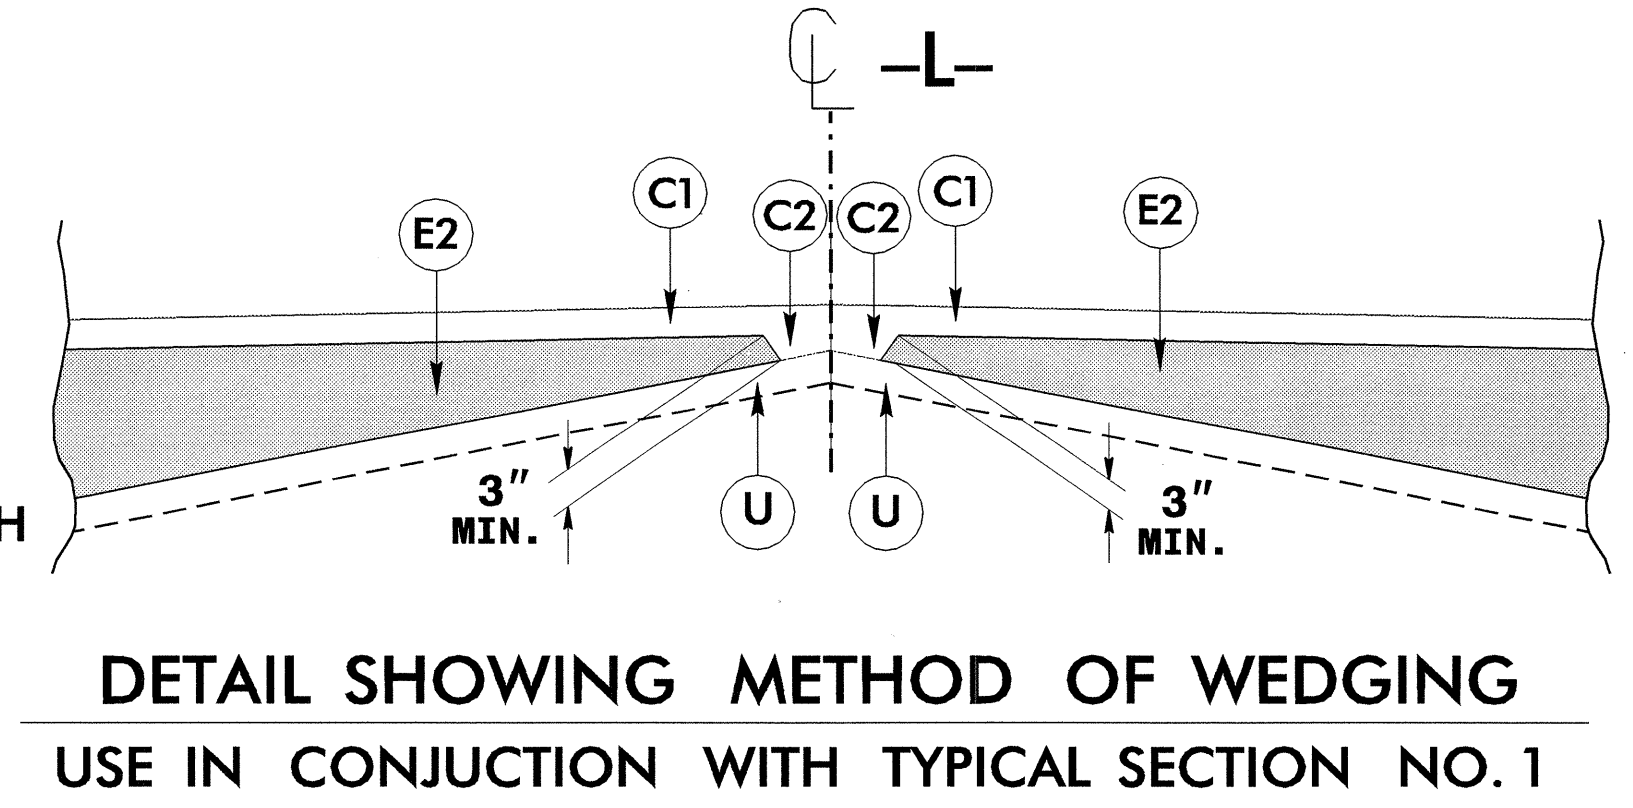 CL -L-
C1 C1
C2 C2
E2 E2
3" 3"
MIN. MIN.
U U
H
DETAIL SHOWING METHOD OF WEDGING
USE IN CONJUCTION WITH TYPICAL SECTION NO. 1